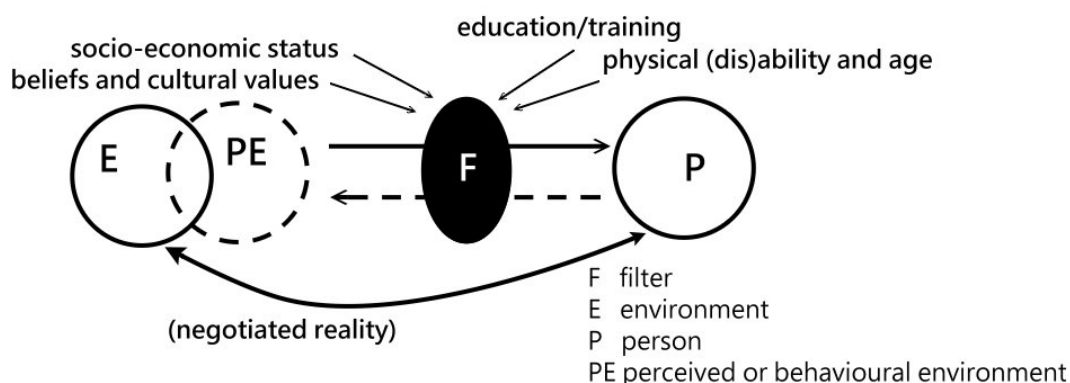 education/training
socio-economic status
physical (dis)ability and age
beliefs and cultural values
E
PE
F
P
(negotiated reality)
F filter
E environment
P person
PE perceived or behavioural environment